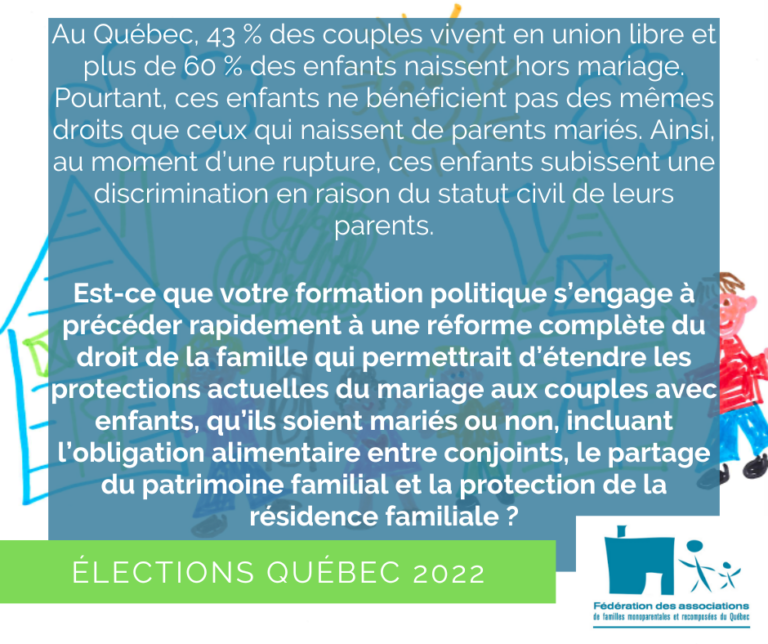 Au Québec, 43 % des couples vivent en union libre et
plus de 60 % des enfants naissent hors mariage.
Pourtant, ces enfants ne bénéficient pas des mêmes
droits que ceux qui naissent de parents mariés. Ainsi,
au moment d’une rupture, ces enfants subissent une
discrimination en raison du statut civil de leurs
parents.
Est-ce que votre formation politique s’engage à
précéder rapidement à une réforme complète du
droit de la famille qui permettrait d’étendre les
protections actuelles du mariage aux couples avec
enfants, qu’ils soient mariés ou non, incluant
l’obligation alimentaire entre conjoints, le partage
du patrimoine familial et la protection de la
résidence familiale ?
ÉLECTIONS QUÉBEC 2022
Fédération des associations
de familles monoparentales et recomposées du Québec